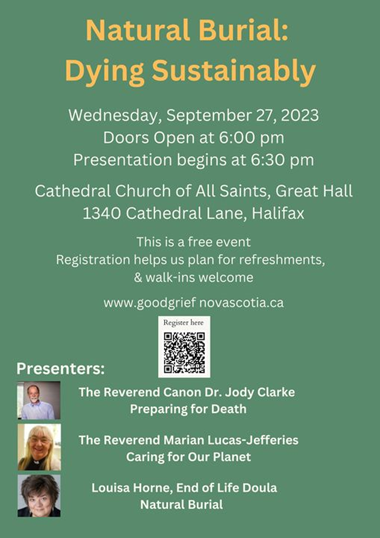 Natural Burial:
Dying Sustainably
Wednesday, September 27, 2023
Doors Open at 6:00 pm
Presentation begins at 6:30 pm
Cathedral Church of All Saints, Great Hall
1340 Cathedral Lane, Halifax
This is a free event
Registration helps us plan for refreshments,
& walk-ins welcome
www.goodgrief novascotia.ca
Register here
Presenters:
The Reverend Canon Dr. Jody Clarke
Preparing for Death
The Reverend Marian Lucas-Jefferies
Caring for Our Planet
Louisa Horne, End of Life Doula
Natural Burial